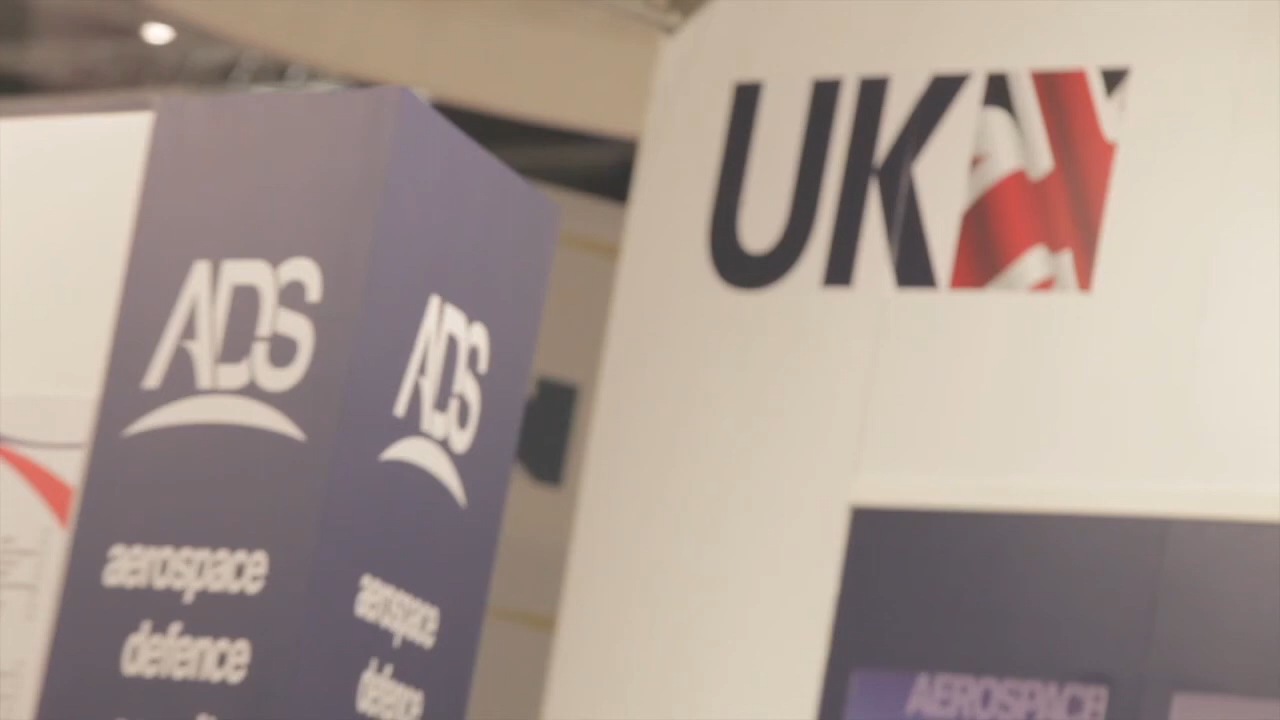 ADS
aerospace
defence
ADS
aerospace
defence
UK
AEROSPACE